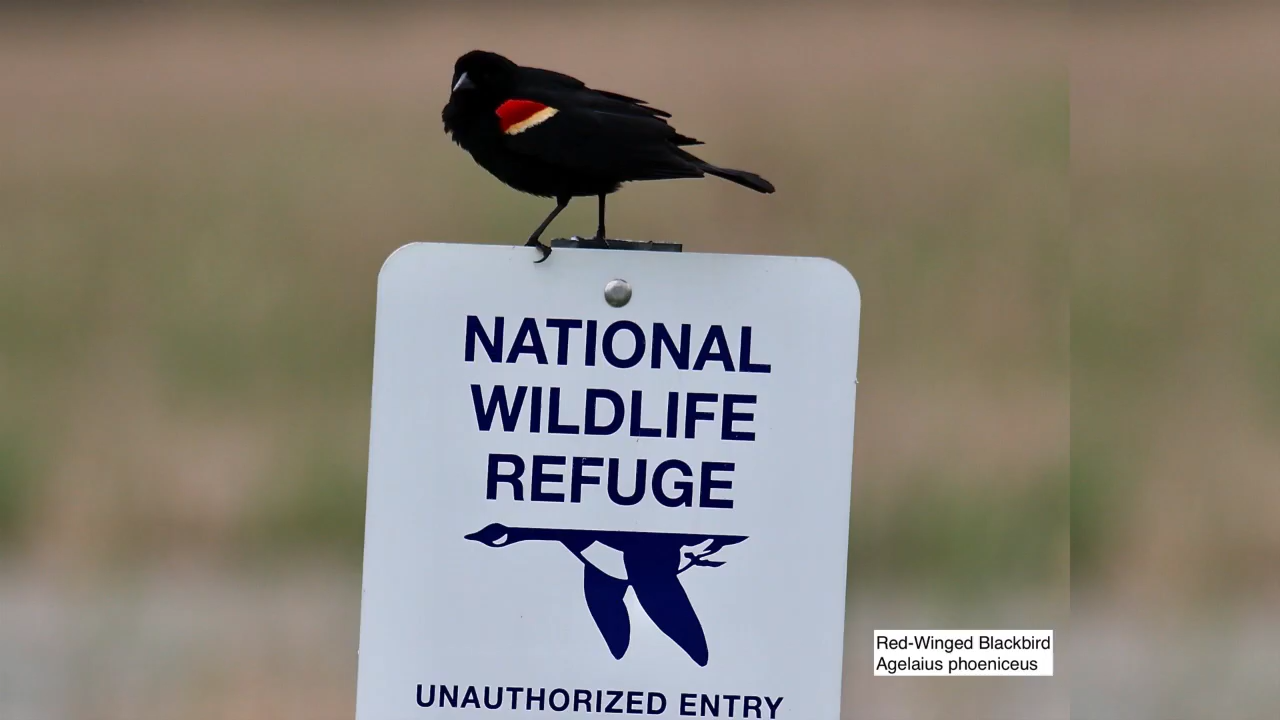 NATIONAL
WILDLIFE
REFUGE
UNAUTHORIZED ENTRY
Red-Winged Blackbird
Agelaius phoeniceus